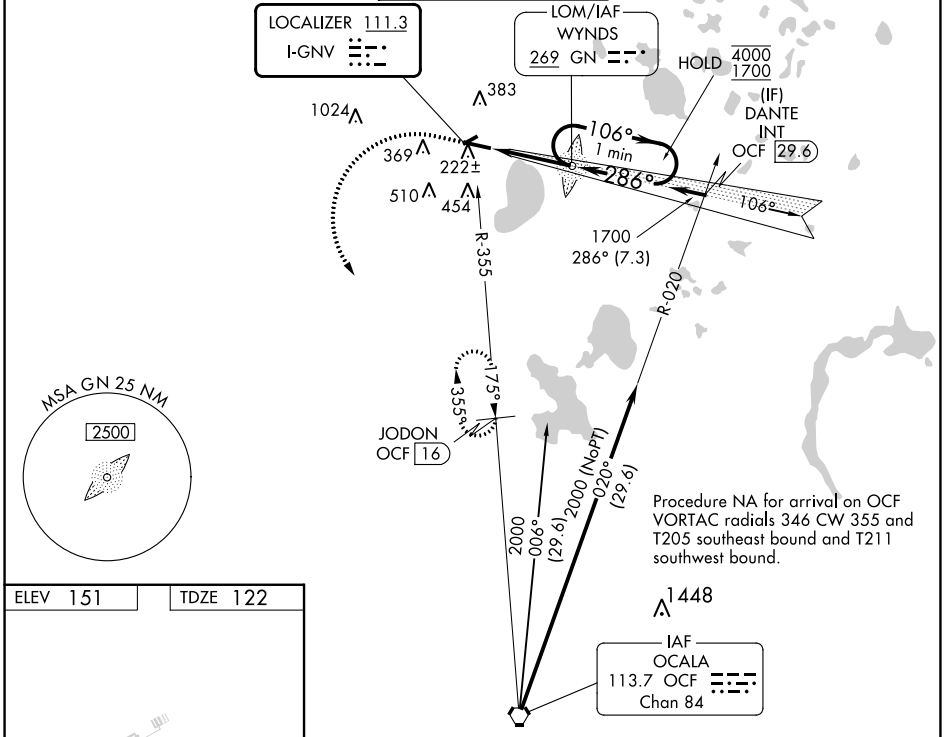 LOCALIZER 111.3
I-GNV
LOM/IAF
WYNDS
269 GN
HOLD 4000
1700
(IF)
DANTE
INT
OCF 29.6
1024
383
369
222±
510
454
106°
1 min
286°
106°
1700
286° (7.3)
R-355
R-020
MSA GN 25 NM
2500
175°
355°
JODON
OCF 16
2000
006°
(29.6)
2000 (NoPT)
020°
(29.6)
Procedure NA for arrival on OCF
VORTAC radials 346 CW 355 and
T205 southeast bound and T211
southwest bound.
1448
IAF
OCALA
113.7 OCF
Chan 84
ELEV 151
TDZE 122